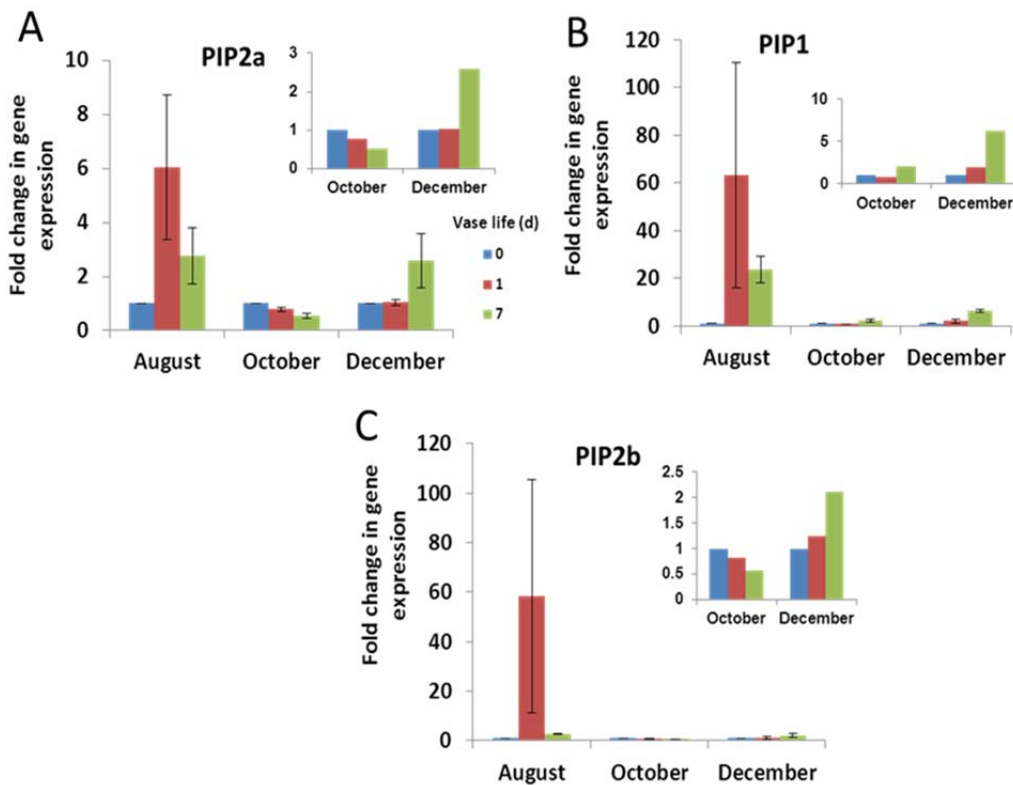 A
PIP2a
Fold change in gene
expression
10
8
6
4
2
0
August
October
December
3
2
1
0
October
December
Vase life (d)
0
1
7
B
PIP1
Fold change in gene
expression
120
100
80
60
40
20
0
August
October
December
10
5
0
October
December
C
PIP2b
Fold change in gene
expression
120
100
80
60
40
20
0
August
October
December
2.5
2
1.5
1
0.5
0
October
December